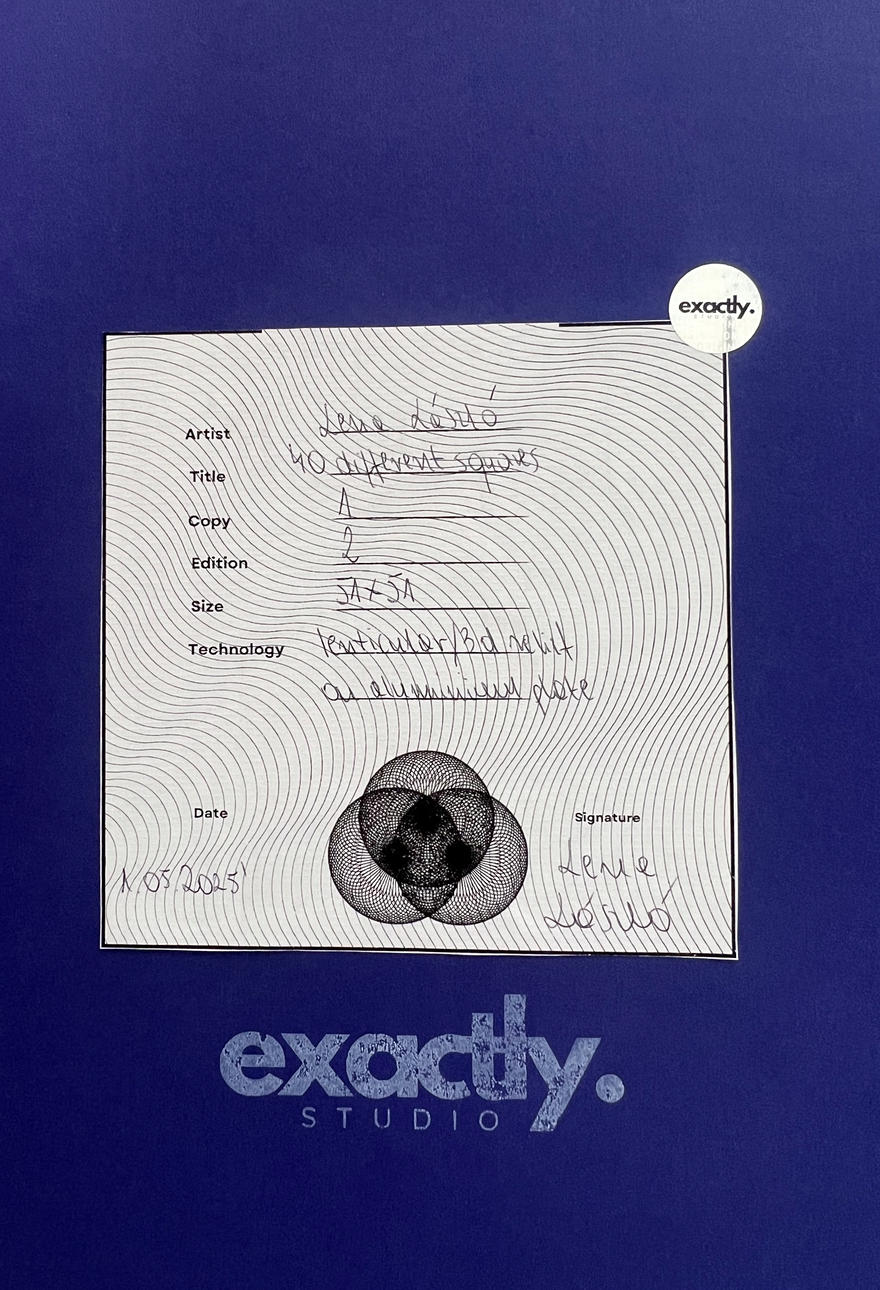 exactly.
STUDIO
Artist Lena László
Title 40 different squares
Copy 1
Edition 2
Size 51x51
Technology lenticular/3d relief
on aluminium plate
Date
Signature
1.05.2025
Lena
László
exactly.
STUDIO